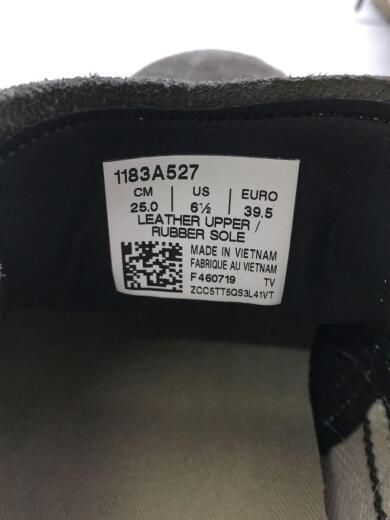 1183A527
CM | US | EURO
25.0 | 6½ | 39.5
LEATHER UPPER /
RUBBER SOLE
MADE IN VIETNAM
FABRIQUE AU VIETNAM
F460719 TV
ZCC5TT5QS3L41VT